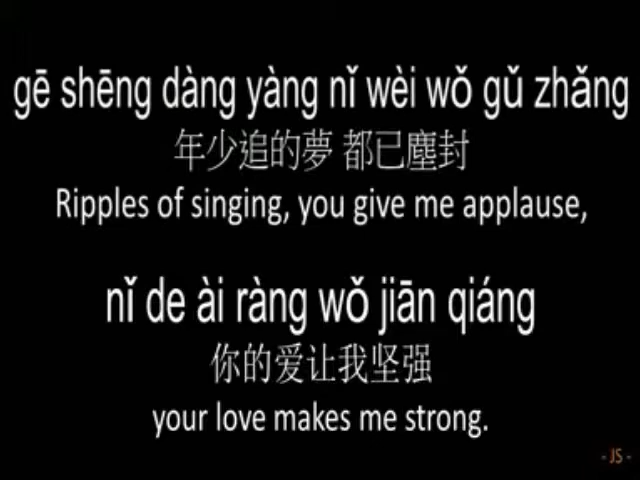 gē shēng dàng yàng nǐ wèi wǒ gǔ zhǎng
年少追的夢 都已塵封
Ripples of singing, you give me applause,
nǐ de ài ràng wǒ jiān qiáng
你的爱让我坚强
your love makes me strong.
- JS -